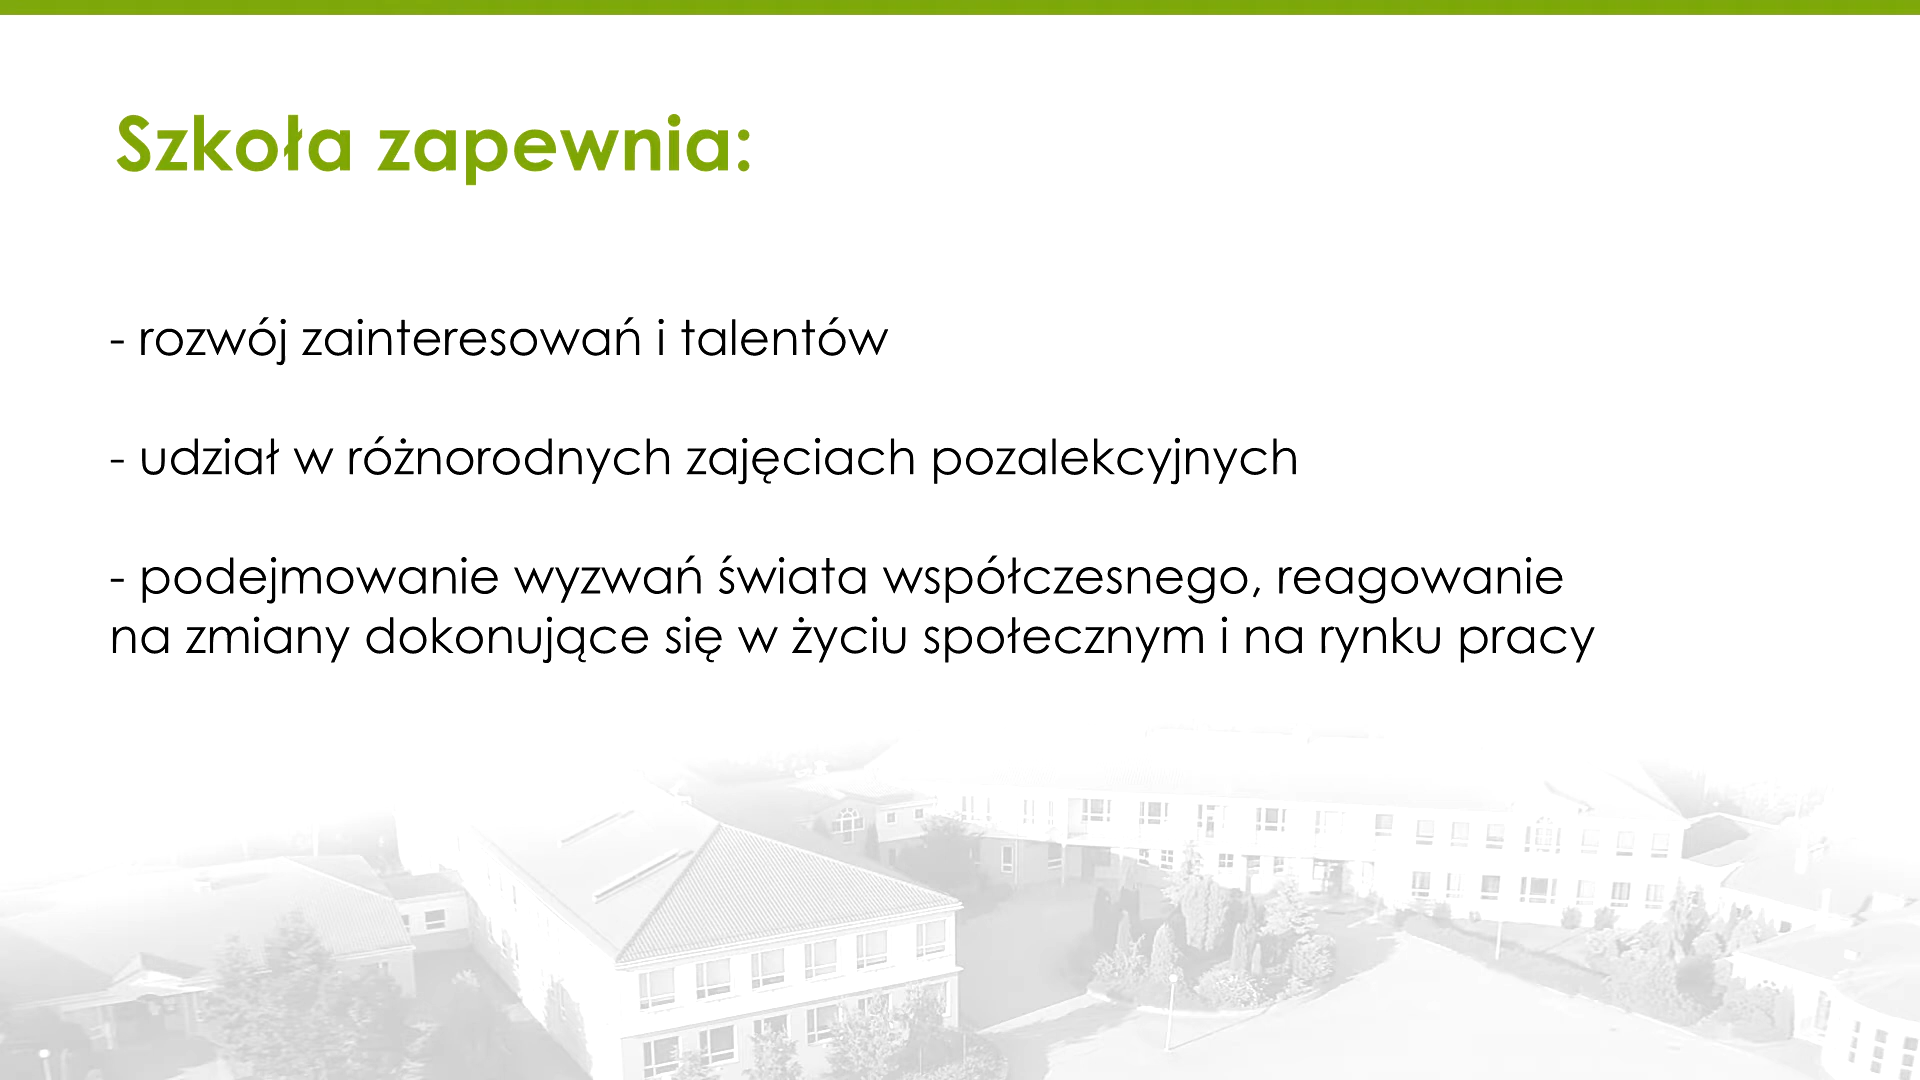 Szkoła zapewnia:
- rozwój zainteresowań i talentów
- udział w różnorodnych zajęciach pozalekcyjnych
- podejmowanie wyzwań świata współczesnego, reagowanie
na zmiany dokonujące się w życiu społecznym i na rynku pracy